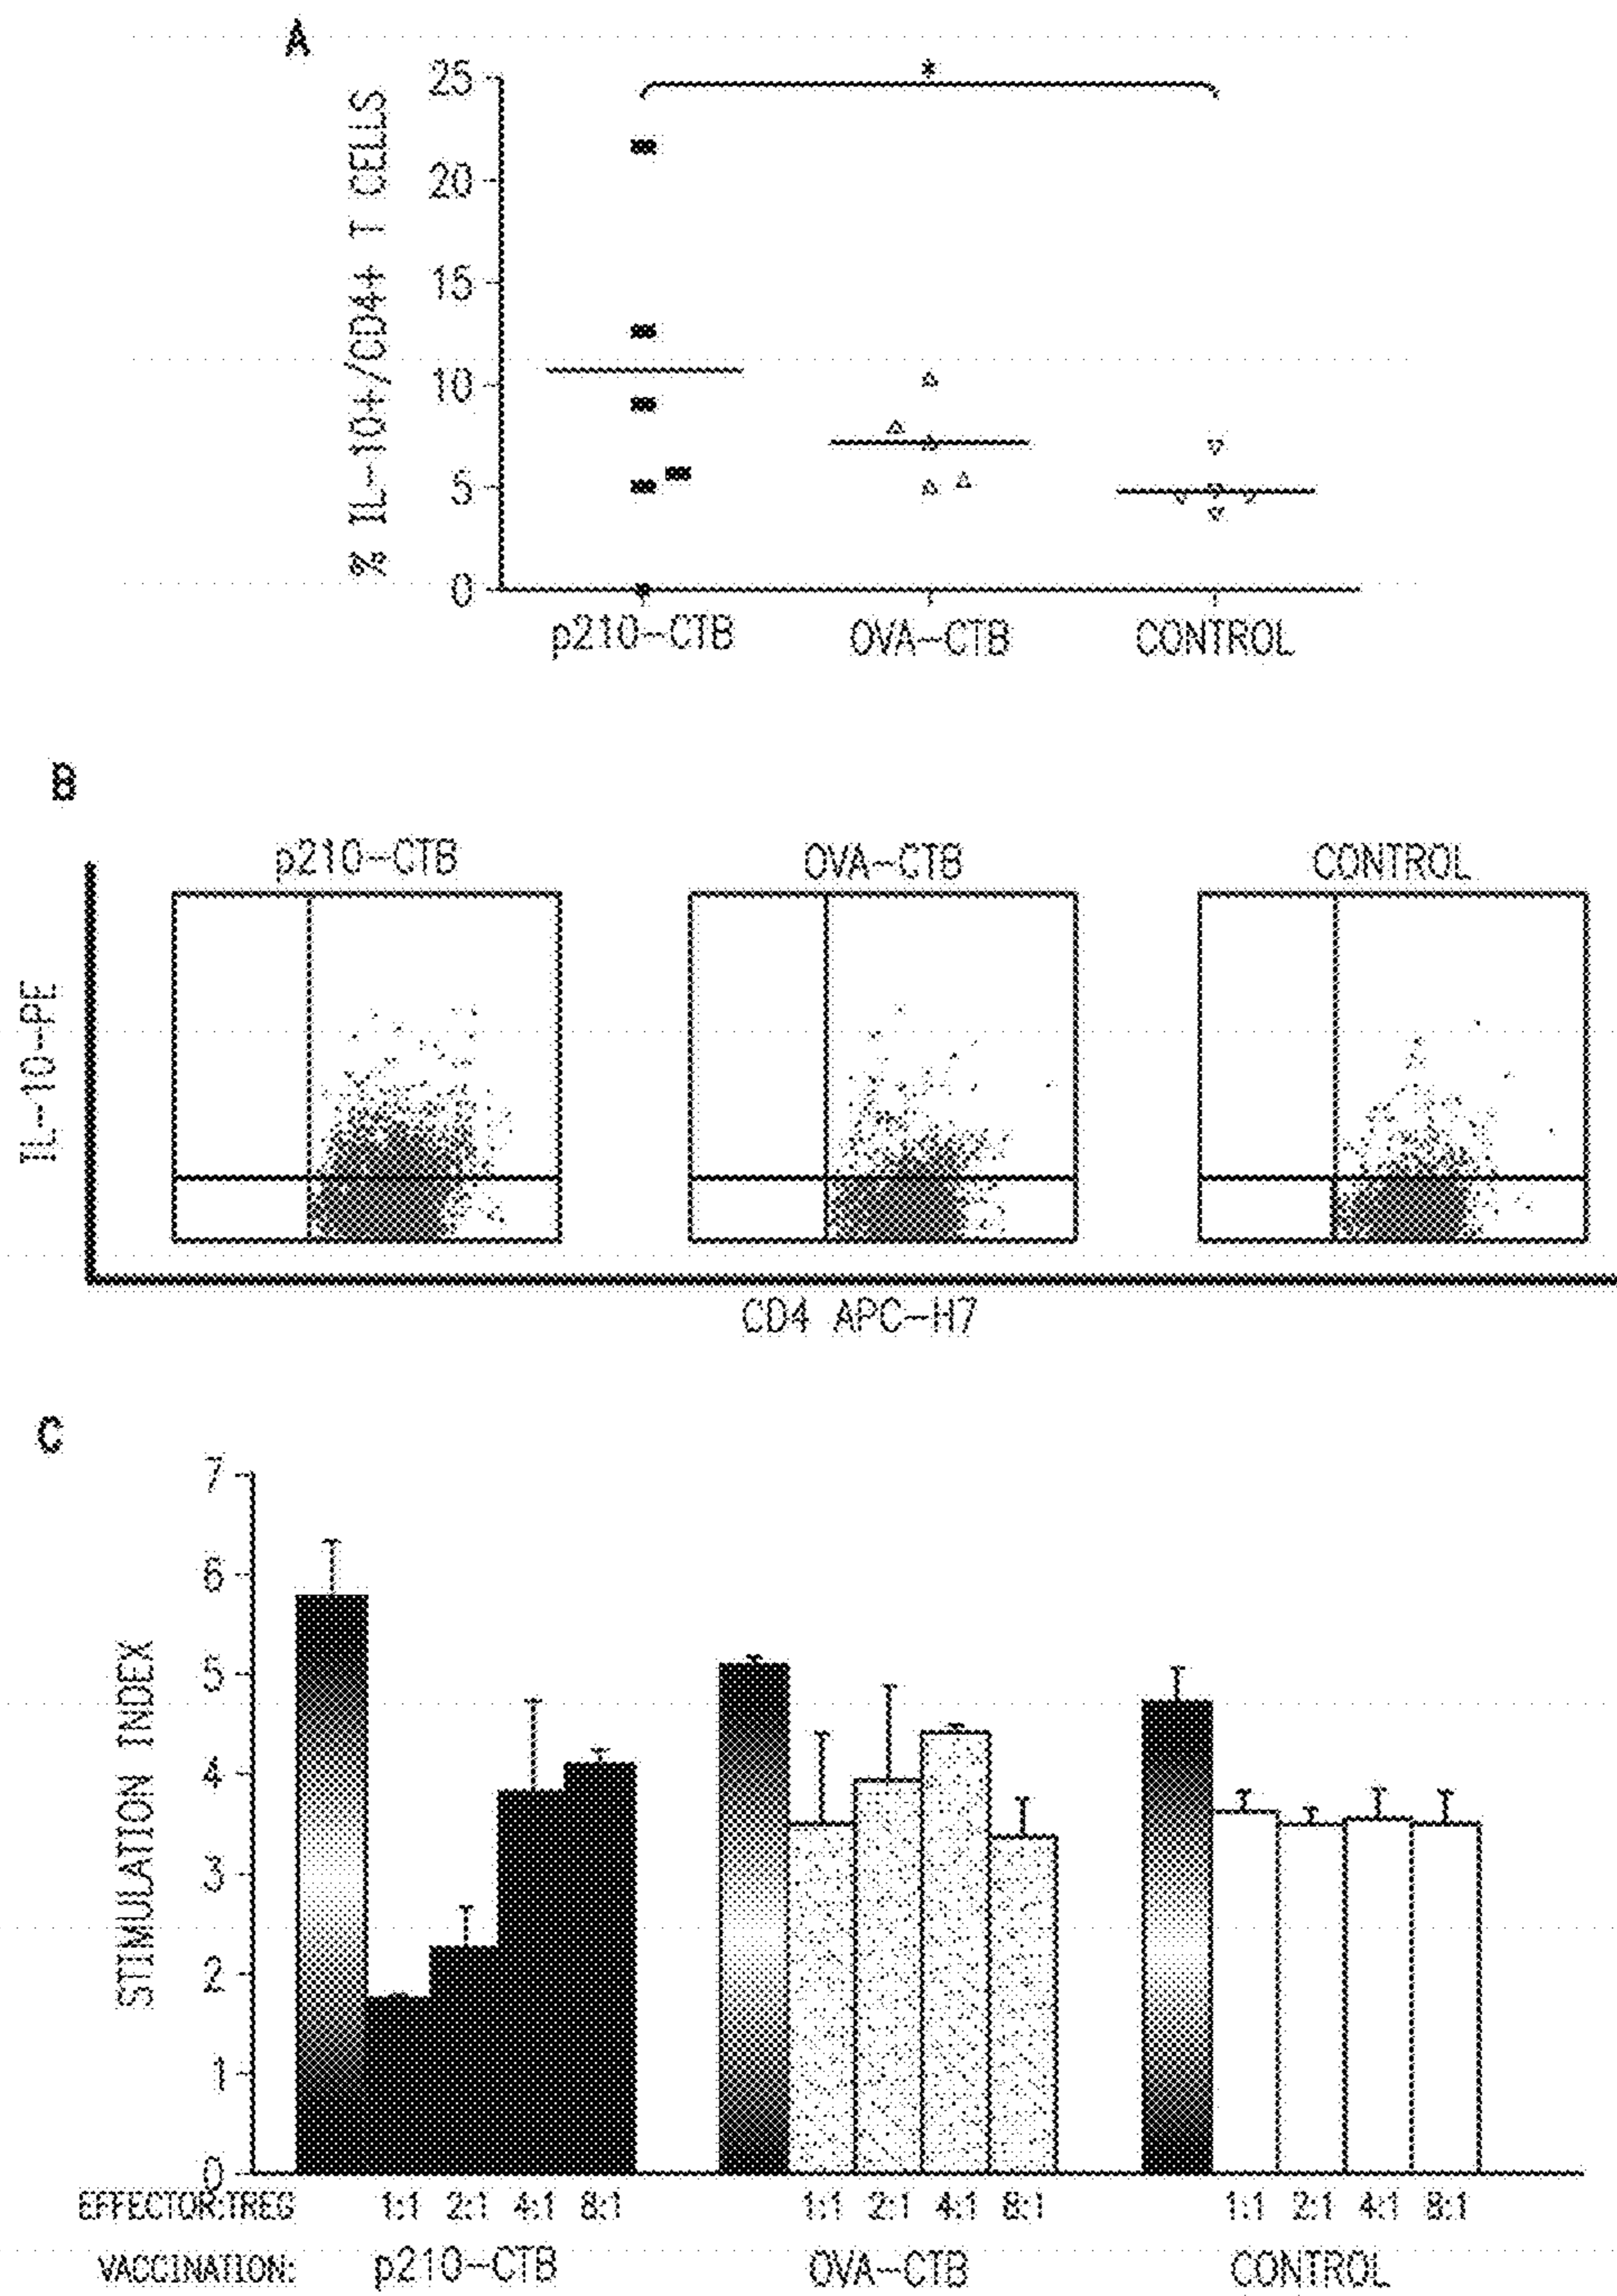 A
*
25
20
15
10
5
0
% IL-10+/CD4+ T CELLS
p210-CTB OVA-CTB CONTROL
B
p210-CTB OVA-CTB CONTROL
IL-10-PE
CD4 APC-H7
C
7
6
5
4
3
2
1
0
STIMULATION INDEX
EFFECTOR:TREG 1:1 2:1 4:1 8:1 1:1 2:1 4:1 8:1 1:1 2:1 4:1 8:1
VACCINATION: p210-CTB OVA-CTB CONTROL